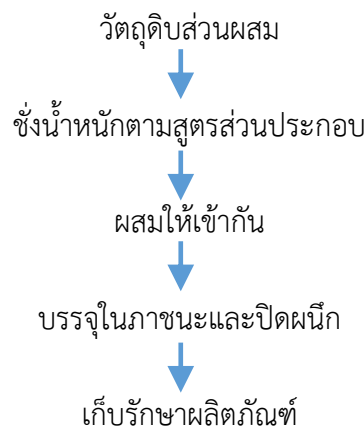 วัตถุดิบส่วนผสม
ชั่งน้ำหนักตามสูตรส่วนประกอบ
ผสมให้เข้ากัน
บรรจุในภาชนะและปิดผนึก
เก็บรักษาผลิตภัณฑ์